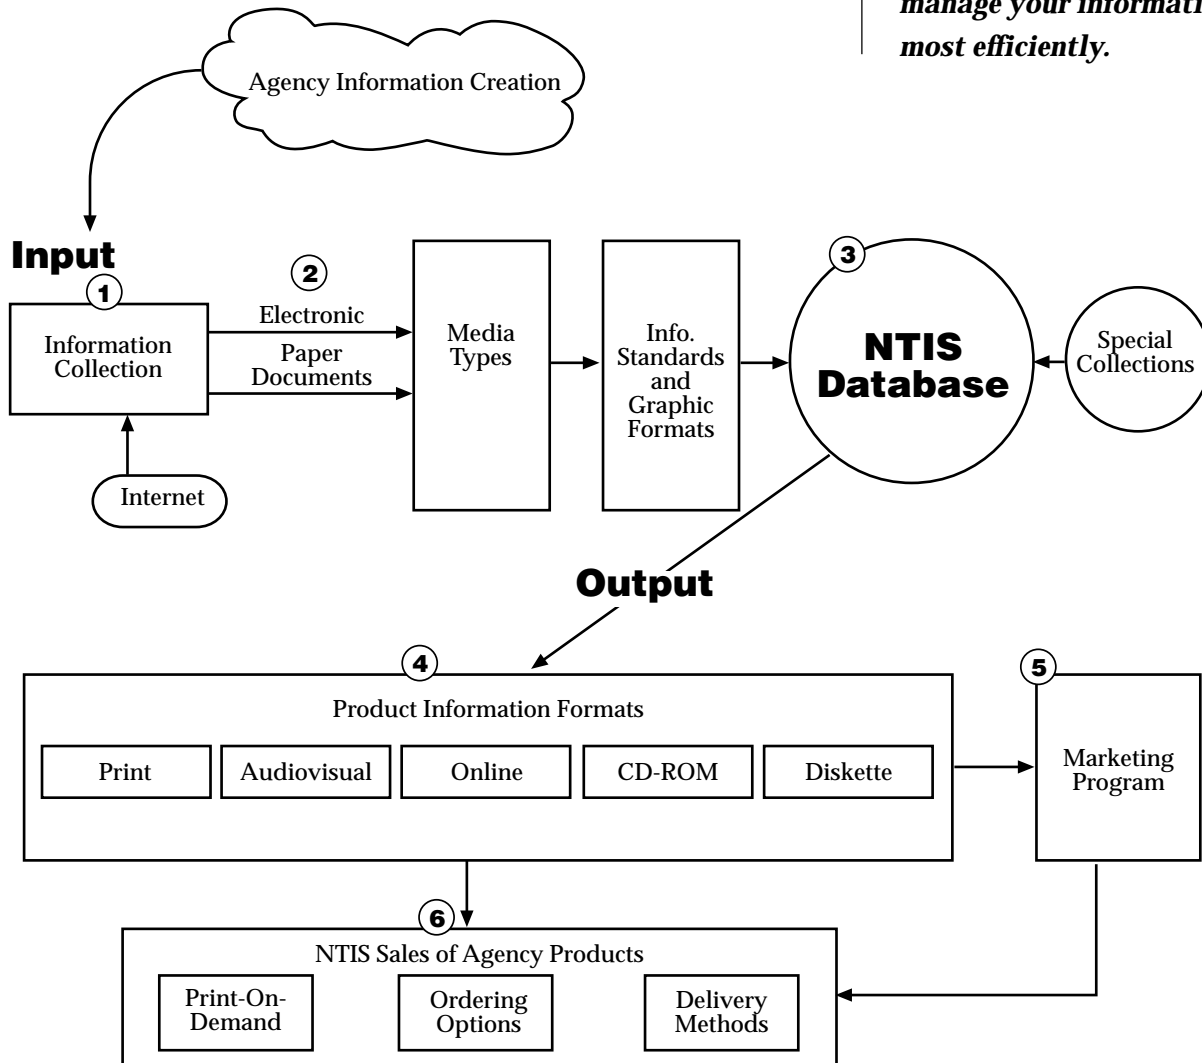 manage your informati
most efficiently.
Agency Information Creation
Input
1
2
3
Electronic
Paper
Documents
Information
Collection
Internet
Media
Types
Info.
Standards
and
Graphic
Formats
NTIS
Database
Special
Collections
Output
4
5
Product Information Formats
Print
Audiovisual
Online
CD-ROM
Diskette
Marketing
Program
6
NTIS Sales of Agency Products
Print-On-
Demand
Ordering
Options
Delivery
Methods